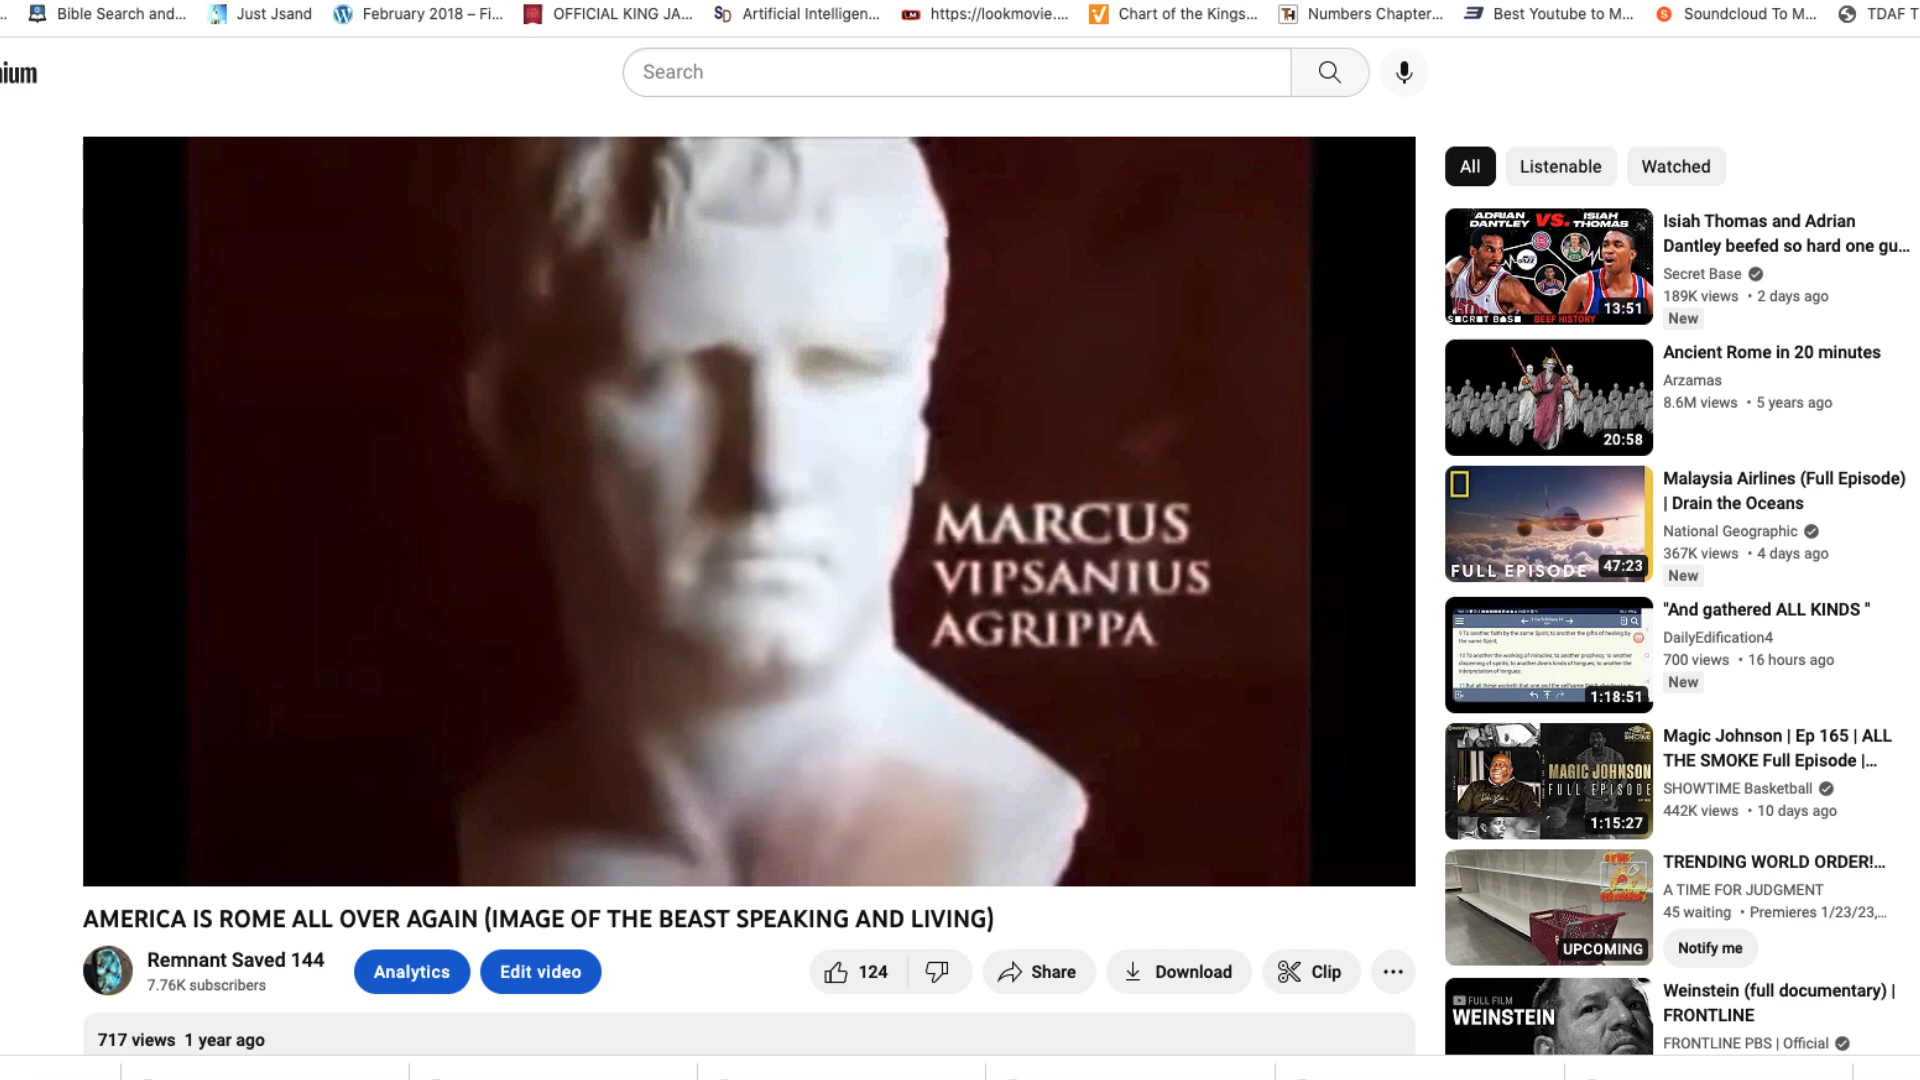 Bible Search and...
Just Jsand
February 2018 – Fi...
OFFICIAL KING JA...
Artificial Intelligen...
https://lookmovie....
Chart of the Kings...
Numbers Chapter...
Best Youtube to M...
Soundcloud To M...
TDAF T
ium
Search
MARCUS
VIPSANIUS
AGRIPPA
AMERICA IS ROME ALL OVER AGAIN (IMAGE OF THE BEAST SPEAKING AND LIVING)
Remnant Saved 144
7.76K subscribers
Analytics
Edit video
124
Share
Download
Clip
717 views 1 year ago
All
Listenable
Watched
ADRIAN DANTLEY VS. ISIAH THOMAS
SECRET BASE
BEEF HISTORY
13:51
Isiah Thomas and Adrian
Dantley beefed so hard one gu...
Secret Base
189K views • 2 days ago
New
20:58
Ancient Rome in 20 minutes
Arzamas
8.6M views • 5 years ago
FULL EPISODE
47:23
Malaysia Airlines (Full Episode)
| Drain the Oceans
National Geographic
367K views • 4 days ago
New
1:18:51
"And gathered ALL KINDS "
DailyEdification4
700 views • 16 hours ago
New
MAGIC JOHNSON
FULL EPISODE
1:15:27
Magic Johnson | Ep 165 | ALL
THE SMOKE Full Episode |...
SHOWTIME Basketball
442K views • 10 days ago
UPCOMING
TRENDING WORLD ORDER!...
A TIME FOR JUDGMENT
45 waiting • Premieres 1/23/23,...
Notify me
FULL FILM
WEINSTEIN
Weinstein (full documentary) |
FRONTLINE
FRONTLINE PBS | Official